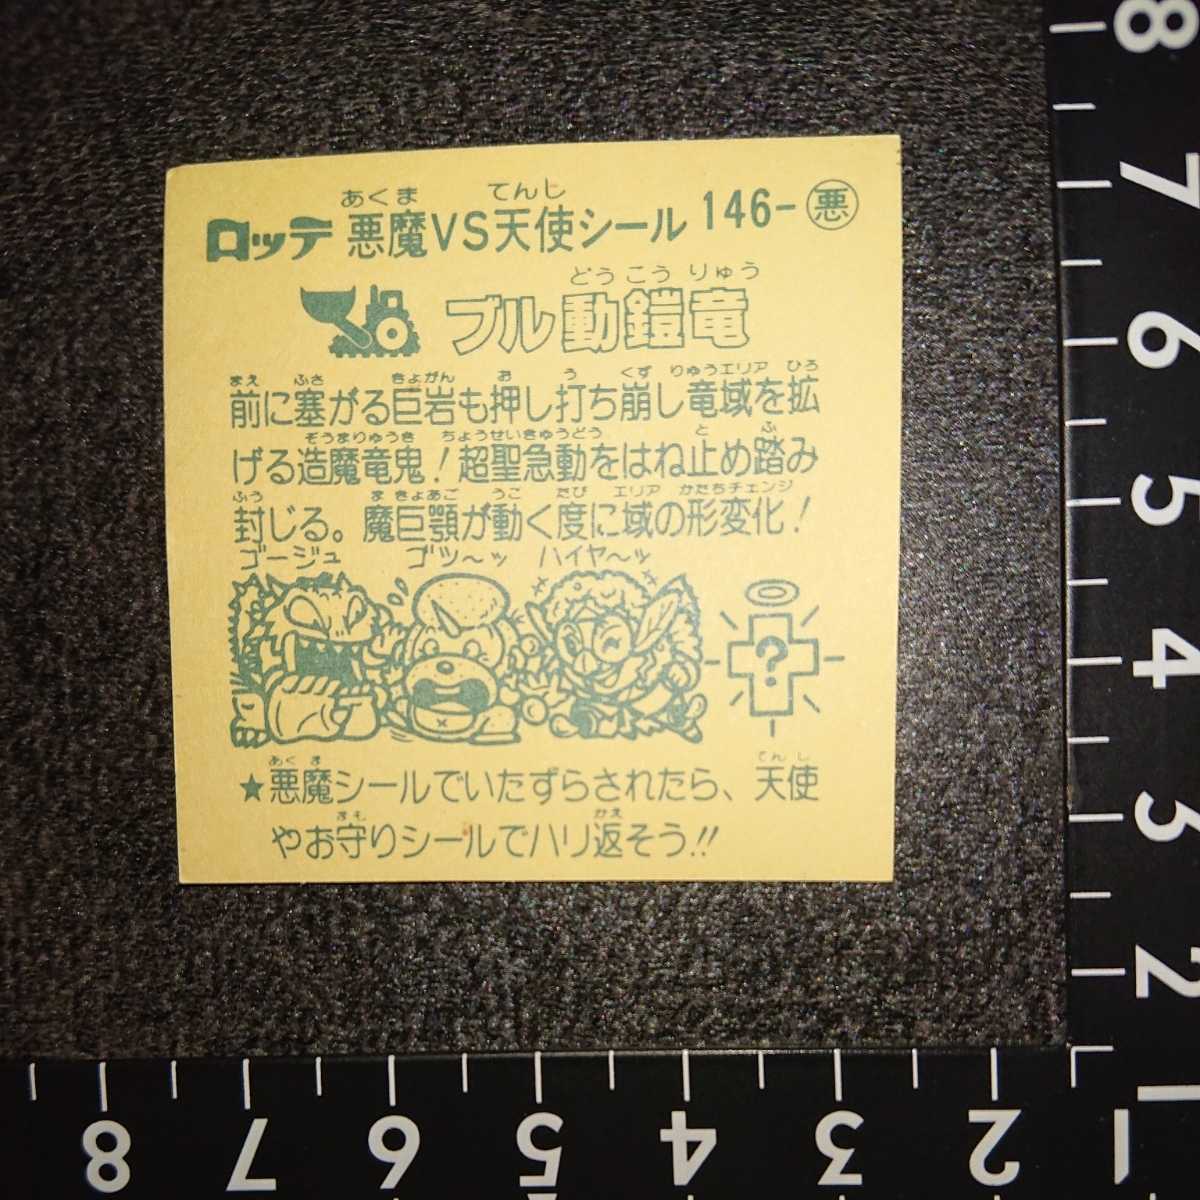 あくま てんし
ロッテ 悪魔VS天使シール 146-悪
どうこうりゅう
ブル動鎧竜
まえ ふさ きょがん お う くず りゅうエリア ひろ
前に塞がる巨岩も押し打ち崩し竜域を拡
ぞうまりゅうき ちょうせいきゅうどう と ふ
げる造魔竜鬼！超聖急動をはね止め踏み
ふう ま きょあご うご たび エリア かたちチェンジ
封じる。魔巨顎が動く度に域の形変化！
ゴージュ ゴツ〜ッ ハイヤ〜ッ
?
あくま てんし
★悪魔シールでいたずらされたら、天使
まも かえ
やお守りシールでハリ返そう!!
8
7
6
5
4
3
2
1
8 7 6 5 4 3 2